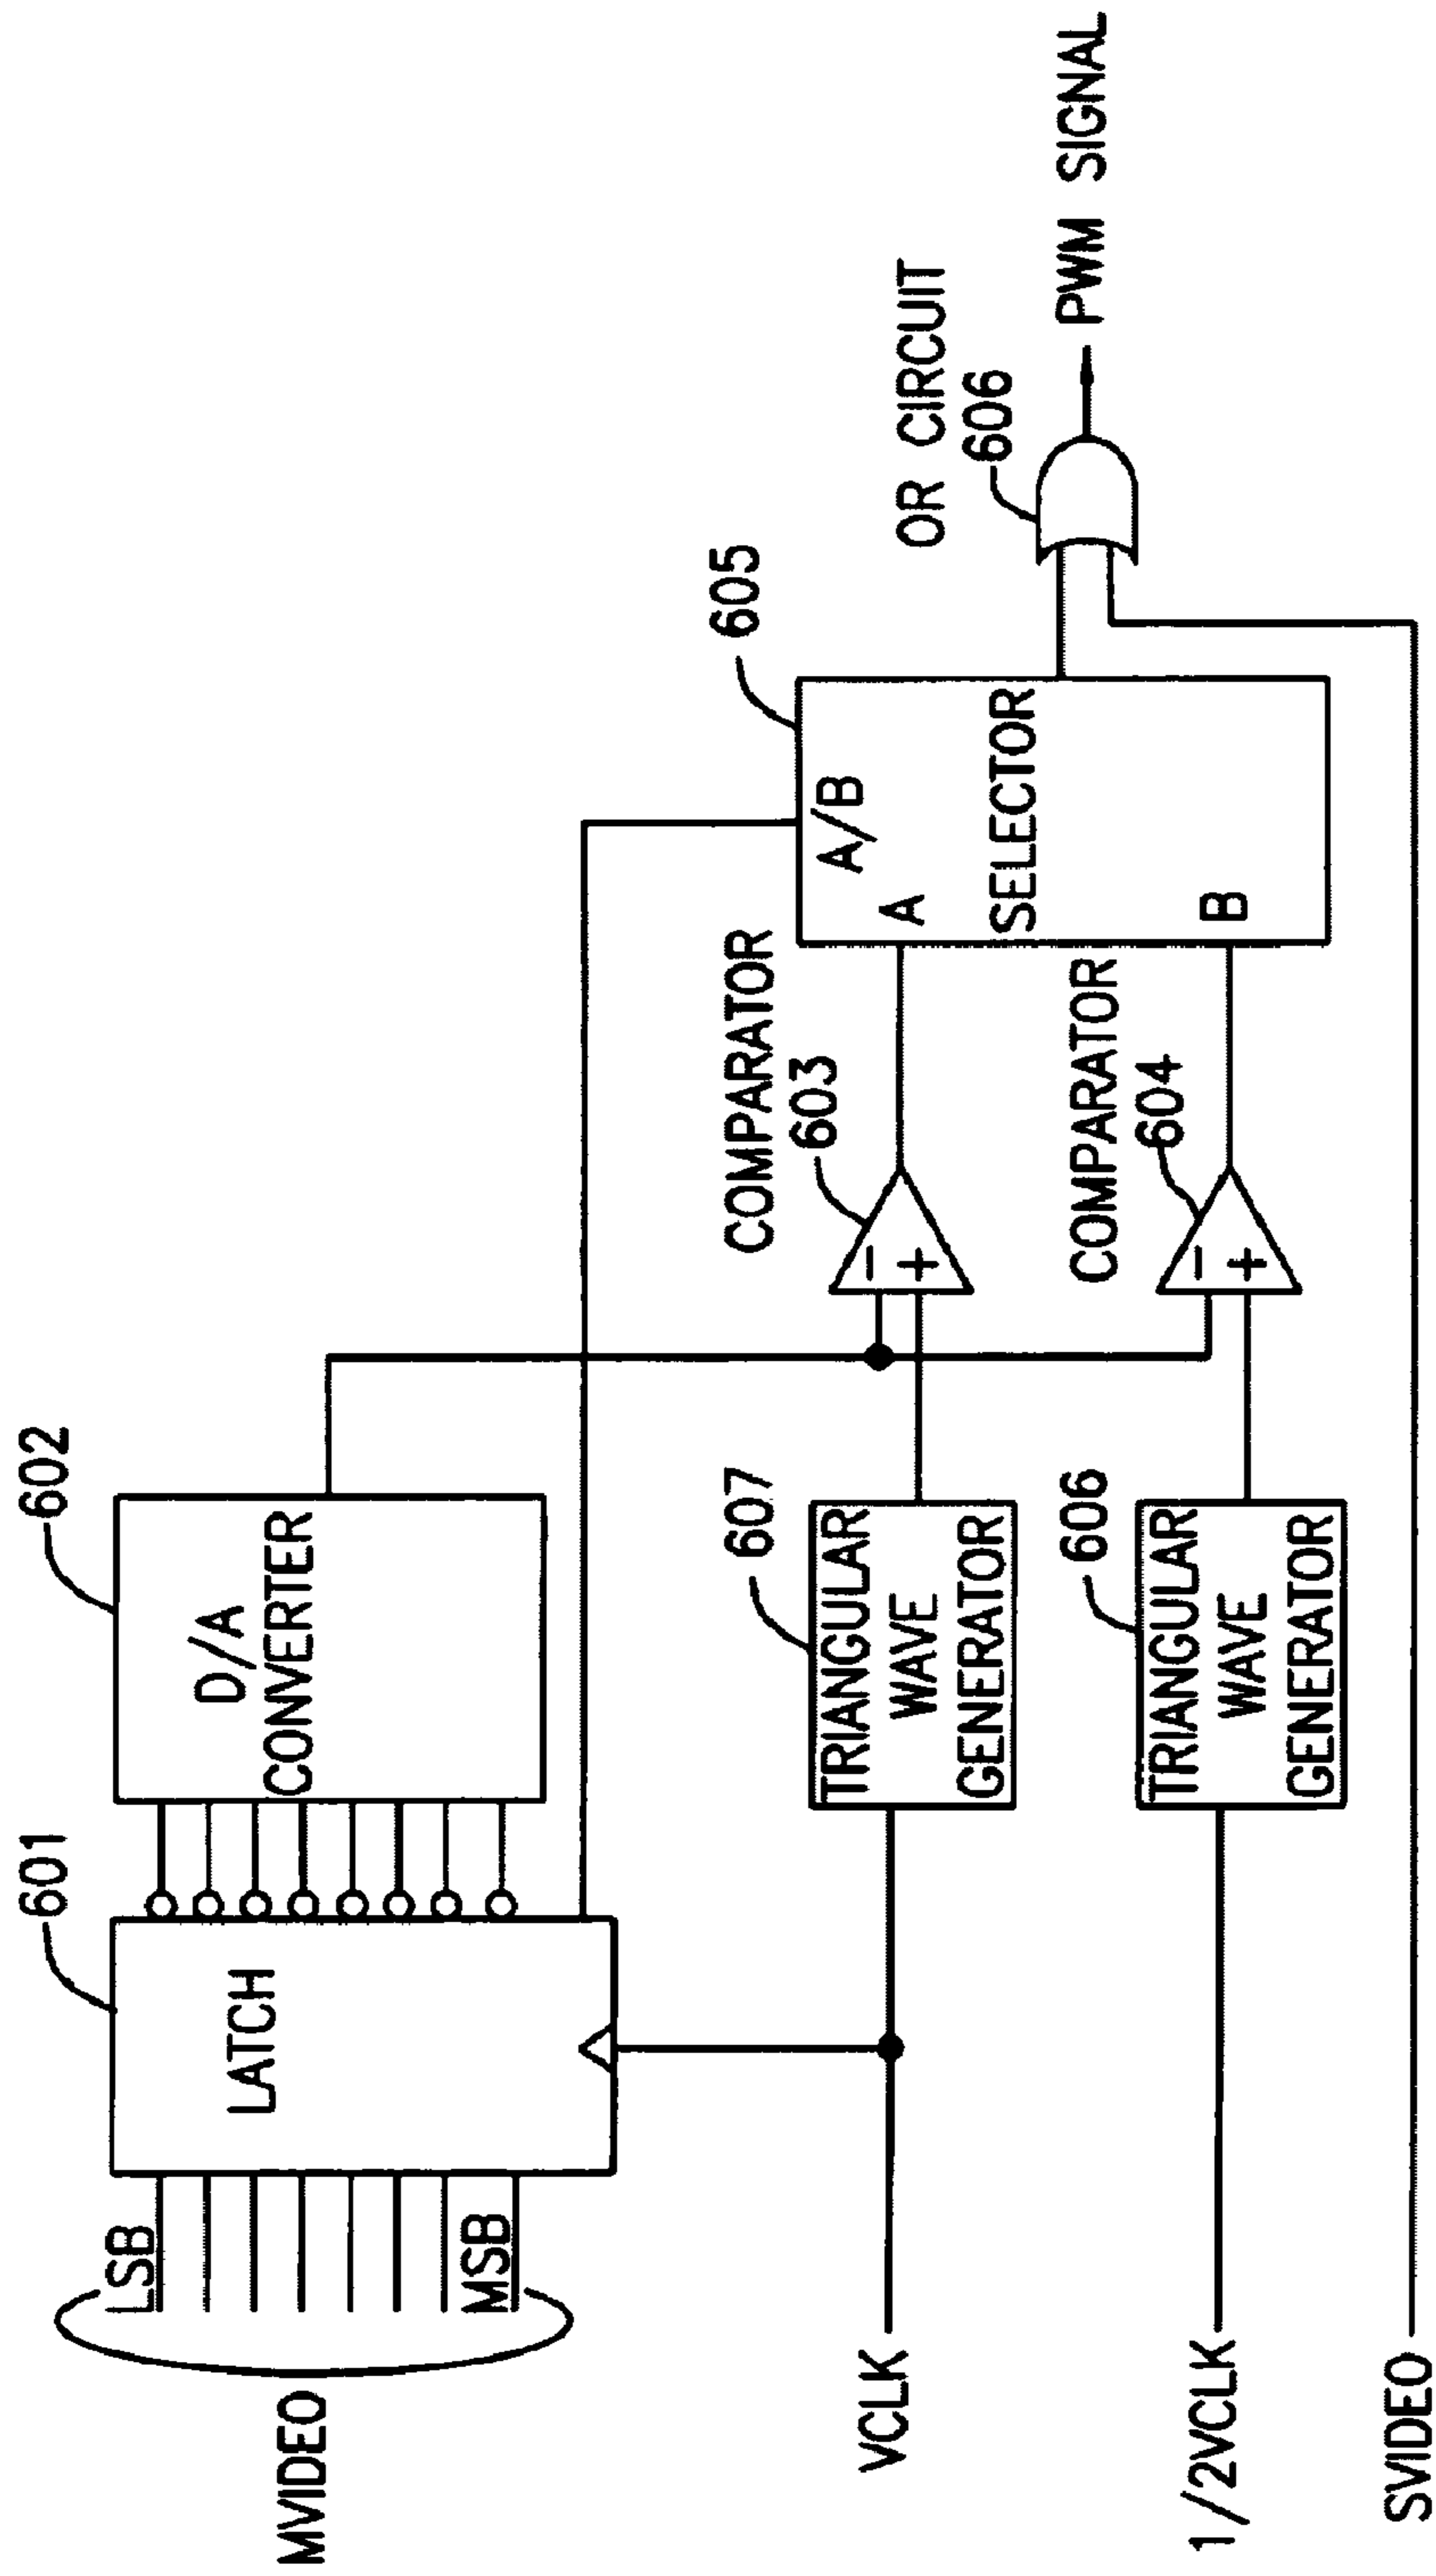 MVIDEO
LSB
MSB
LATCH
601
D/A
CONVERTER
602
VCLK
1/2VCLK
SVIDEO
TRIANGULAR
WAVE
GENERATOR
607
TRIANGULAR
WAVE
GENERATOR
606
COMPARATOR
603
-
+
COMPARATOR
604
-
+
A/B
A
SELECTOR
B
605
OR CIRCUIT
606
PWM SIGNAL